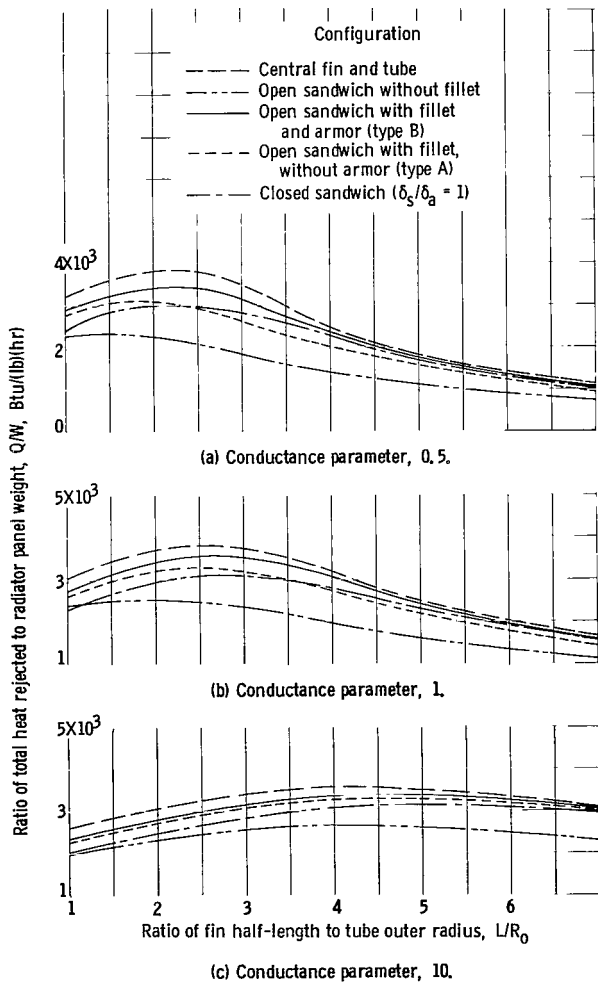 Configuration
Central fin and tube
Open sandwich without fillet
Open sandwich with fillet
and armor (type B)
Open sandwich with fillet,
without armor (type A)
Closed sandwich (δs/δa = 1)
Ratio of total heat rejected to radiator panel weight, Q/W, Btu/(lb)(hr)
4X10³
2
0
(a) Conductance parameter, 0.5.
5X10³
3
1
(b) Conductance parameter, 1.
5X10³
3
1
1 2 3 4 5 6
Ratio of fin half-length to tube outer radius, L/R₀
(c) Conductance parameter, 10.